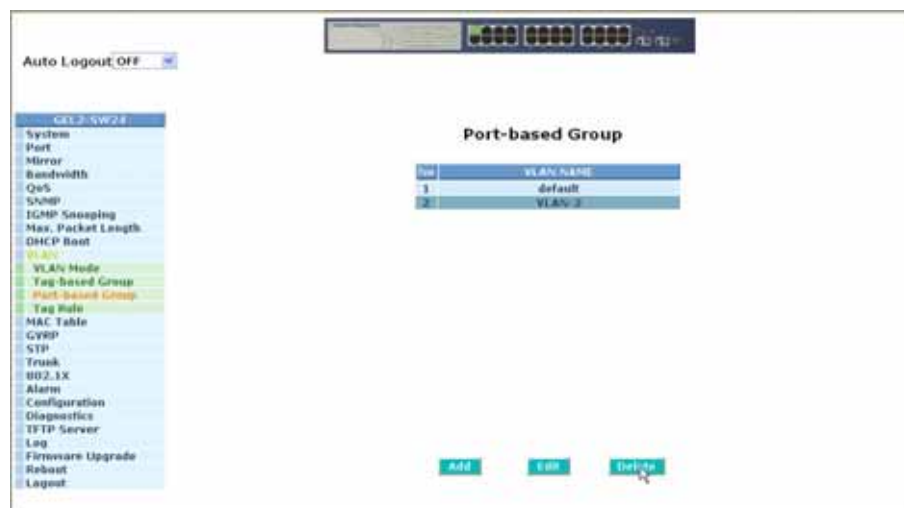 Auto Logout OFF
GEL2-SW24
System
Port
Mirror
Bandwidth
QoS
SNMP
IGMP Snooping
Max. Packet Length
DHCP Boot
VLAN
VLAN Mode
Tag-based Group
Port-based Group
Tag Rule
MAC Table
GVRP
STP
Trunk
802.1X
Alarm
Configuration
Diagnostics
TFTP Server
Log
Firmware Upgrade
Reboot
Logout
Port-based Group
No VLAN NAME
1 default
2 VLAN-2
Add Edit Delete